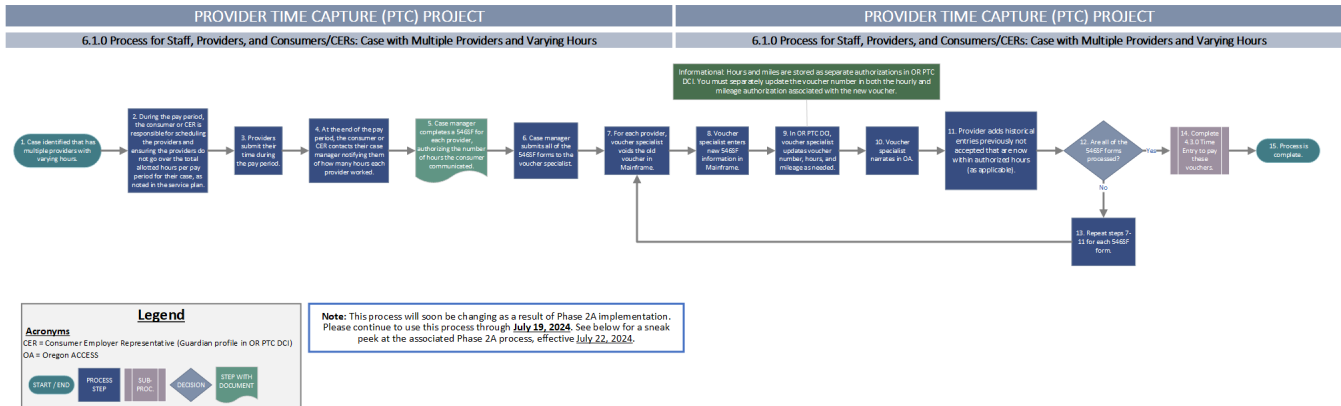 PROVIDER TIME CAPTURE (PTC) PROJECT
PROVIDER TIME CAPTURE (PTC) PROJECT
6.1.0 Process for Staff, Providers, and Consumers/CERs: Case with Multiple Providers and Varying Hours
6.1.0 Process for Staff, Providers, and Consumers/CERs: Case with Multiple Providers and Varying Hours
Informational: Hours and miles are stored as separate authorizations in OR PTC
DCI. You must separately update the voucher number in both the hourly and
mileage authorization associated with the new voucher.
1. Case identified that has
multiple providers with
varying hours.
2. During the pay period,
the consumer or CER is
responsible for scheduling
the providers and
ensuring the providers do
not go over the total
allotted hours per pay
period for their case, as
noted in the service plan.
3. Providers
submit their
time during
the pay period.
4. At the end of the pay
period, the consumer or
CER contacts their case
manager notifying them
of how many hours each
provider worked.
5. Case manager
completes a 546SF for
each provider,
authorizing the number of
hours the consumer
communicated.
6. Case manager
submits all of the
546SF forms to the
voucher specialist.
7. For each provider,
voucher specialist
voids the old
voucher in
Mainframe.
8. Voucher
specialist enters
new 546SF
information in
Mainframe.
9. In OR PTC DCI,
voucher specialist
updates voucher
number, hours, and
mileage as needed.
10. Voucher
specialist
narrates in OA.
11. Provider adds historical
entries previously not
accepted that are now
within authorized hours
(as applicable).
12. Are all of the
546SF forms
processed?
Yes
No
13. Repeat steps 7-
11 for each 546SF
form.
14. Complete
4.3.0 Time
Entry to pay
these
vouchers.
15. Process is
complete.
Legend
Acronyms
CER = Consumer Employer Representative (Guardian profile in OR PTC DCI)
OA = Oregon ACCESS
START / END
PROCESS
STEP
SUB-
PROC.
DECISION
STEP WITH
DOCUMENT
Note: This process will soon be changing as a result of Phase 2A implementation.
Please continue to use this process through July 19, 2024. See below for a sneak
peek at the associated Phase 2A process, effective July 22, 2024.